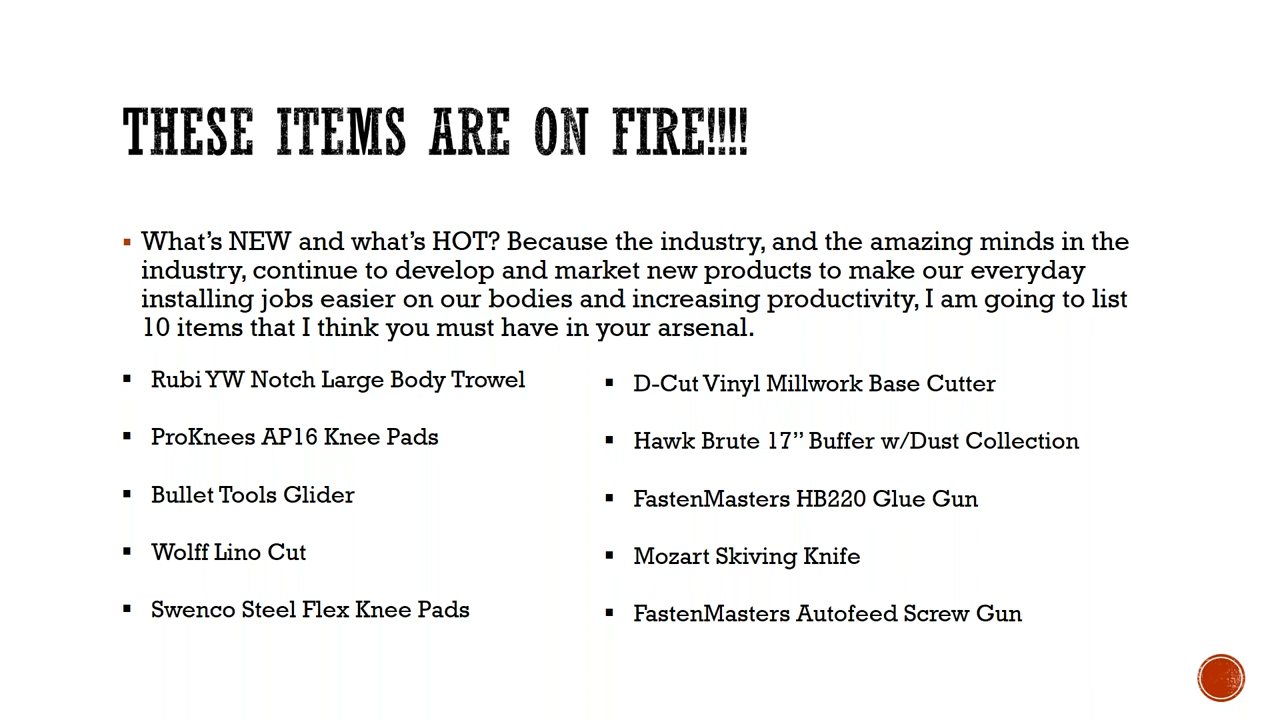 THESE ITEMS ARE ON FIRE!!!!
▪ What’s NEW and what’s HOT? Because the industry, and the amazing minds in the
industry, continue to develop and market new products to make our everyday
installing jobs easier on our bodies and increasing productivity, I am going to list
10 items that I think you must have in your arsenal.
▪ Rubi YW Notch Large Body Trowel
▪ ProKnees AP16 Knee Pads
▪ Bullet Tools Glider
▪ Wolff Lino Cut
▪ Swenco Steel Flex Knee Pads
▪ D-Cut Vinyl Millwork Base Cutter
▪ Hawk Brute 17” Buffer w/Dust Collection
▪ FastenMasters HB220 Glue Gun
▪ Mozart Skiving Knife
▪ FastenMasters Autofeed Screw Gun